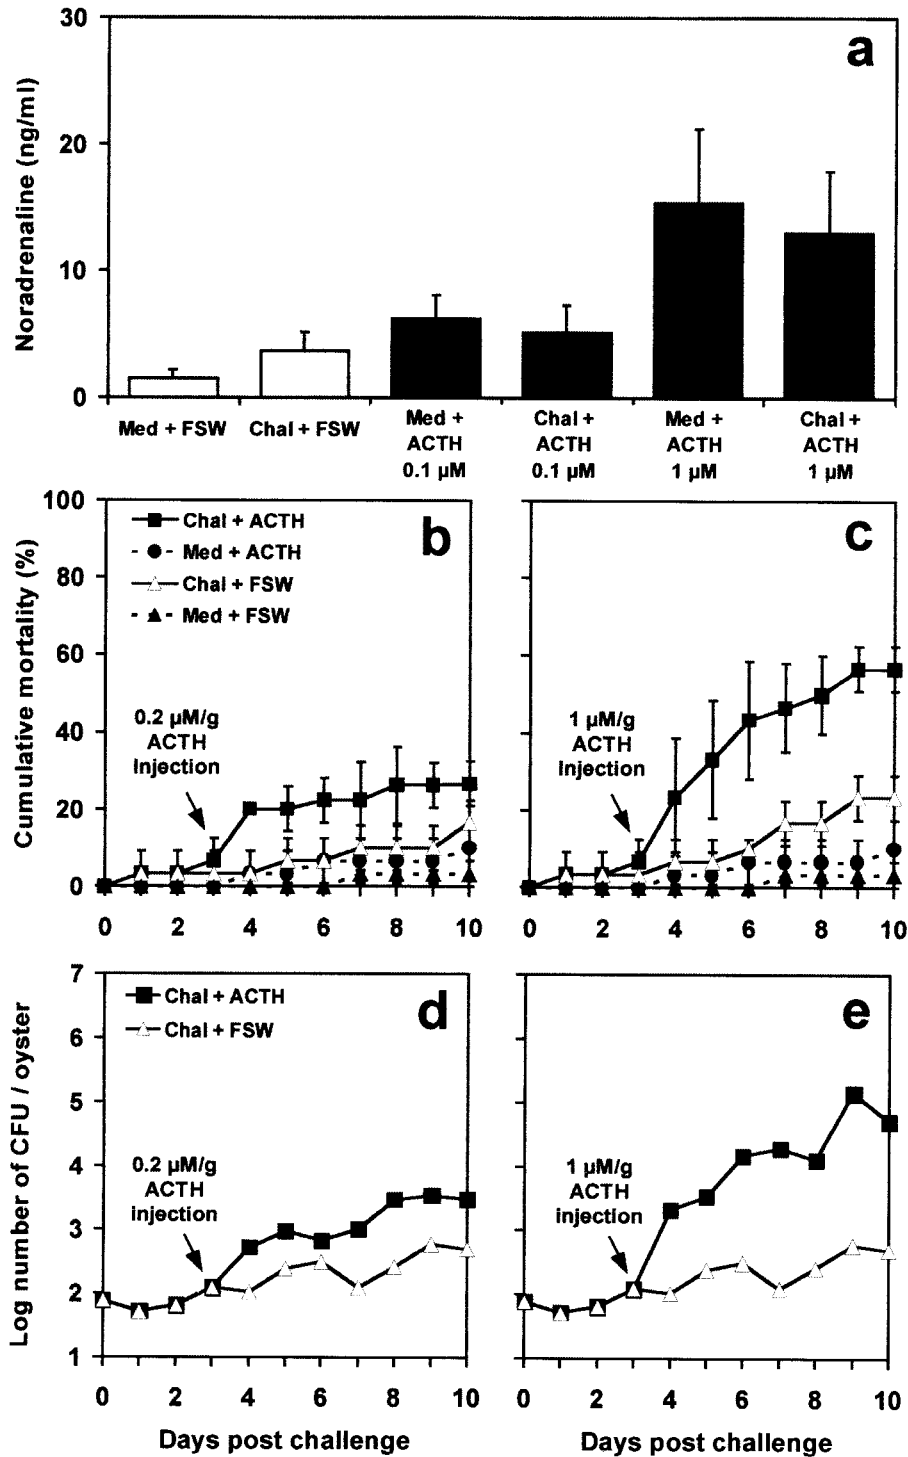 30
20
10
0
Noradrenaline (ng/ml)
a
Med + FSW
Chal + FSW
Med +
ACTH
0.1 µM
Chal +
ACTH
0.1 µM
Med +
ACTH
1 µM
Chal +
ACTH
1 µM
100
80
60
40
20
0
Cumulative mortality (%)
Chal + ACTH
Med + ACTH
Chal + FSW
Med + FSW
b
0.2 µM/g
ACTH
Injection
0 2 4 6 8 10
c
1 µM/g
ACTH
Injection
0 2 4 6 8 10
7
6
5
4
3
2
1
Log number of CFU / oyster
Chal + ACTH
Chal + FSW
d
0.2 µM/g
ACTH
injection
0 2 4 6 8 10
Days post challenge
e
1 µM/g
ACTH
injection
0 2 4 6 8 10
Days post challenge